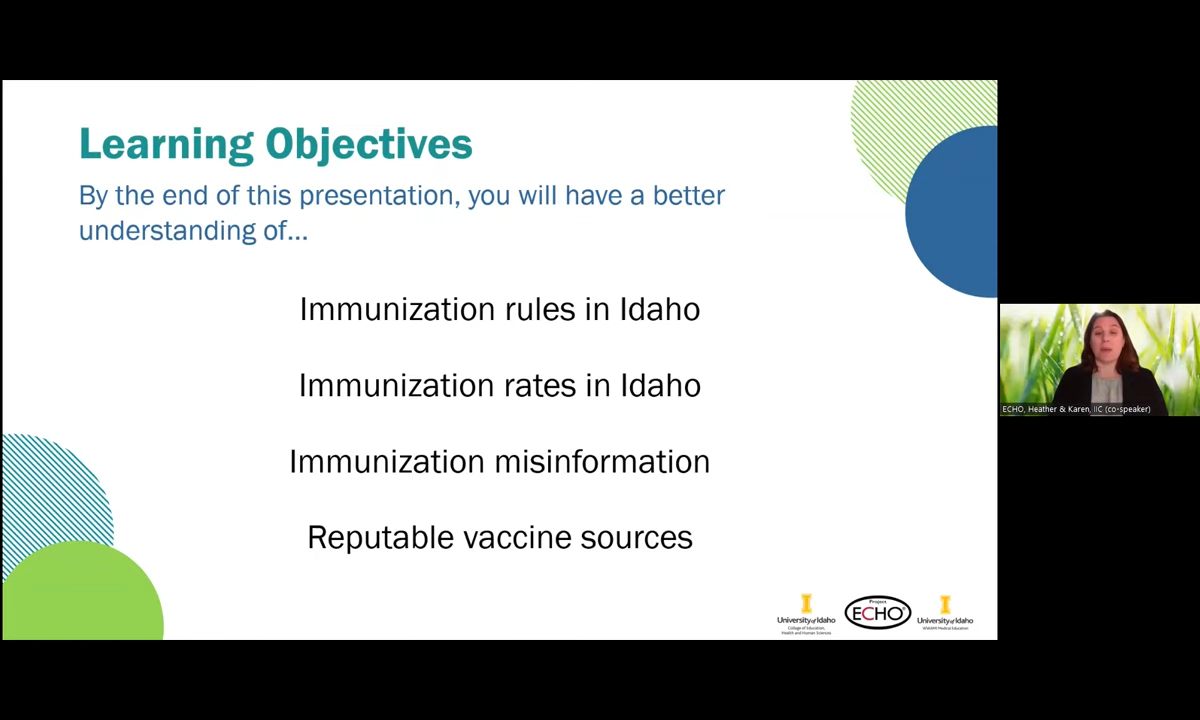 Learning Objectives
By the end of this presentation, you will have a better
understanding of...
Immunization rules in Idaho
Immunization rates in Idaho
Immunization misinformation
Reputable vaccine sources
ECHO, Heather & Karen, IIC (co-speaker)
I
University of Idaho
College of Education,
Health and Human Sciences
Project
ECHO®
I
University of Idaho
WWAMI Medical Education